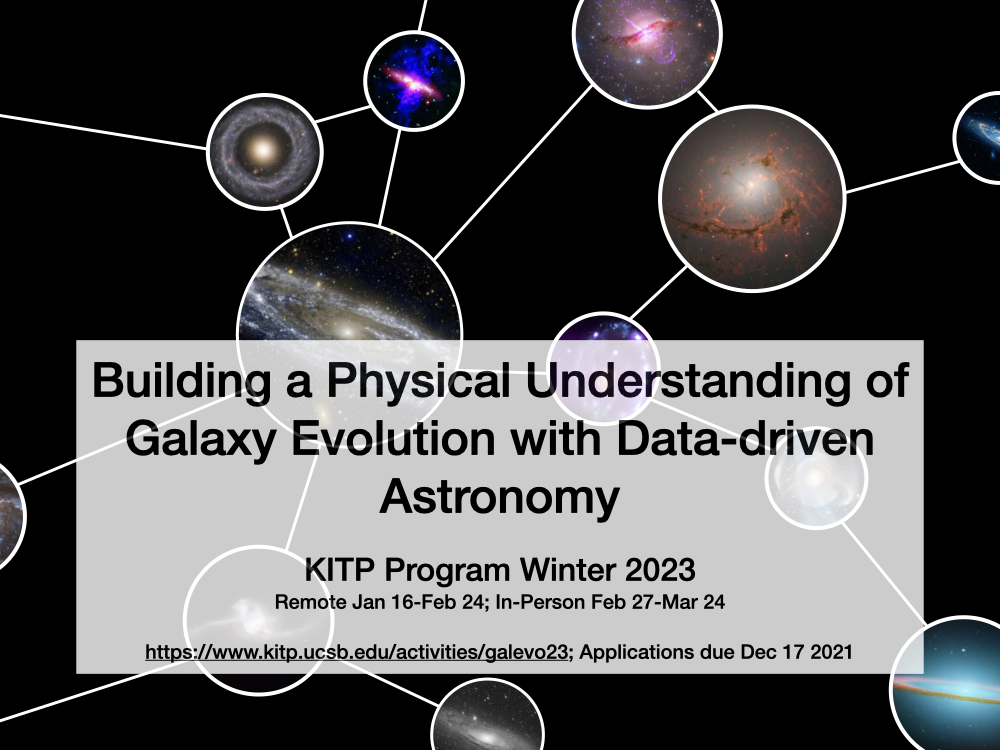 Building a Physical Understanding of
Galaxy Evolution with Data-driven
Astronomy
KITP Program Winter 2023
Remote Jan 16-Feb 24; In-Person Feb 27-Mar 24
https://www.kitp.ucsb.edu/activities/galevo23; Applications due Dec 17 2021